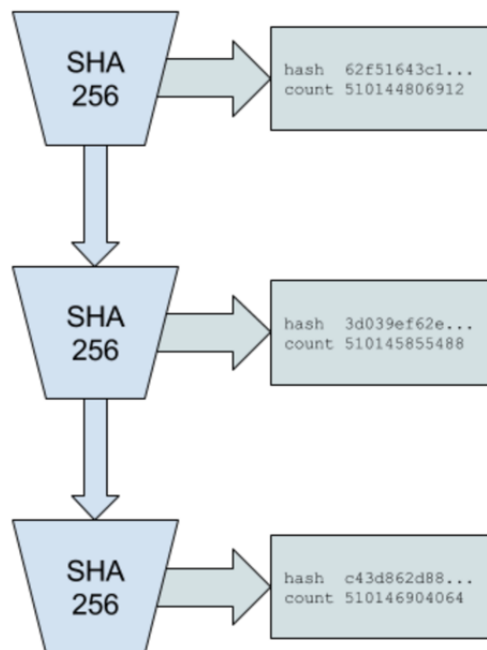 SHA
256
hash 62f51643c1...
count 510144806912
SHA
256
hash 3d039ef62e...
count 510145855488
SHA
256
hash c43d862d88...
count 510146904064